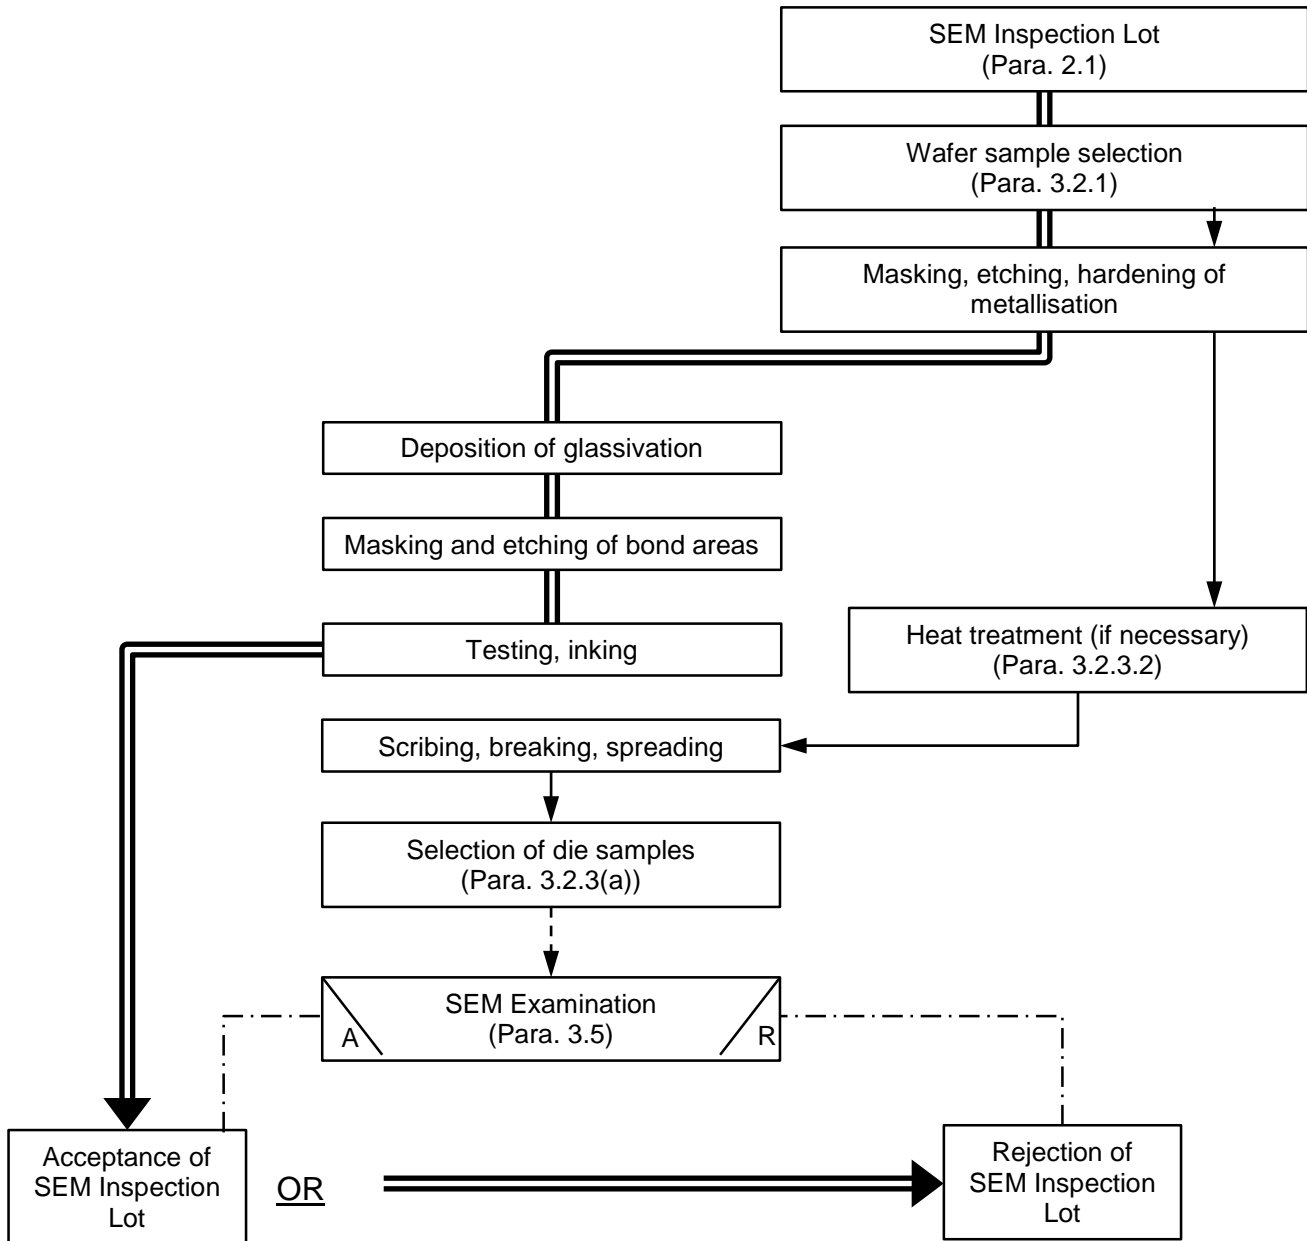 SEM Inspection Lot
(Para. 2.1)
Wafer sample selection
(Para. 3.2.1)
Masking, etching, hardening of
metallisation
Deposition of glassivation
Masking and etching of bond areas
Testing, inking
Heat treatment (if necessary)
(Para. 3.2.3.2)
Scribing, breaking, spreading
Selection of die samples
(Para. 3.2.3(a))
SEM Examination
(Para. 3.5)
A
R
Acceptance of
SEM Inspection
Lot
OR
Rejection of
SEM Inspection
Lot